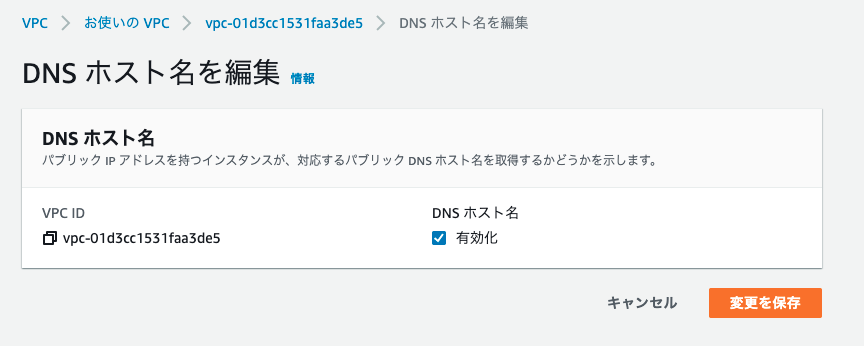 VPC > お使いの VPC > vpc-01d3cc1531faa3de5 > DNS ホスト名を編集
DNS ホスト名を編集 情報
DNS ホスト名
パブリック IP アドレスを持つインスタンスが、対応するパブリック DNS ホスト名を取得するかどうかを示します。
VPC ID
vpc-01d3cc1531faa3de5
DNS ホスト名
有効化
キャンセル
変更を保存